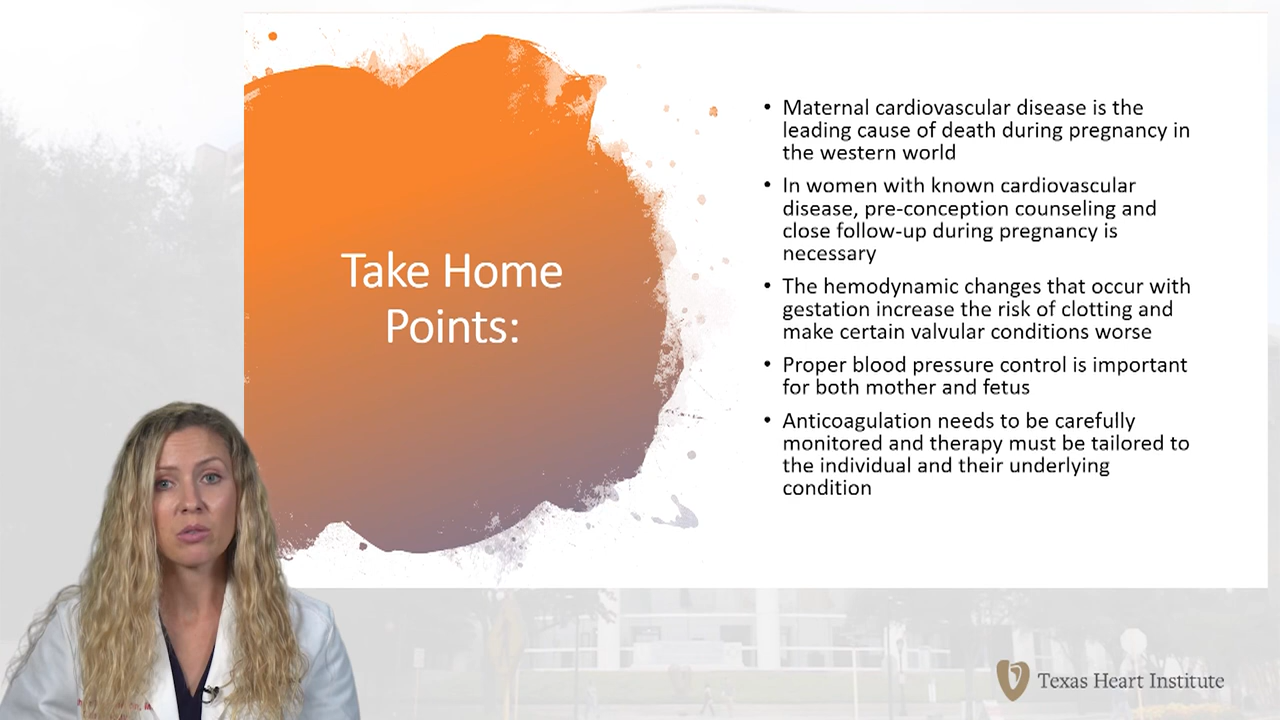 Take Home
Points:
• Maternal cardiovascular disease is the
leading cause of death during pregnancy in
the western world
• In women with known cardiovascular
disease, pre-conception counseling and
close follow-up during pregnancy is
necessary
• The hemodynamic changes that occur with
gestation increase the risk of clotting and
make certain valvular conditions worse
• Proper blood pressure control is important
for both mother and fetus
• Anticoagulation needs to be carefully
monitored and therapy must be tailored to
the individual and their underlying
condition
Texas Heart Institute